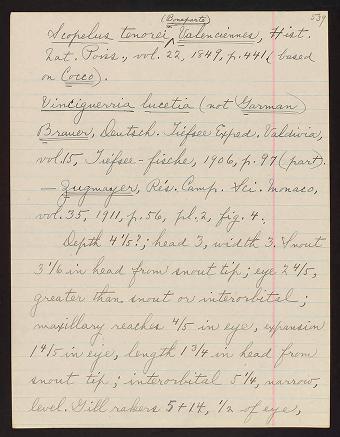 539
(Bonaparte)
Scopelus tenorei Valenciennes, Hist.
Nat. Poiss., vol. 22, 1849, p. 441 (based
on Cocco).
Vinciguerria lucetia (not Garman)
Brauer, Deutsch. Tiefsee Exped. Valdivia,
vol. 15, Tiefsee-fische, 1906, p. 97 (part).
— Zugmayer, Rés. Camp. Sci. Monaco,
vol. 35, 1911, p. 56, pl. 2, fig. 4.
Depth 4 1/5?; head 3, width 3. Snout
3 1/6 in head from snout tip; eye 2 4/5,
greater than snout or interorbital;
maxillary reaches 4/5 in eye, expansion
1 4/5 in eye, length 1 3/4 in head from
snout tip; interorbital 5 1/4, narrow,
level. Gill rakers 5+14, 1/2 of eye,